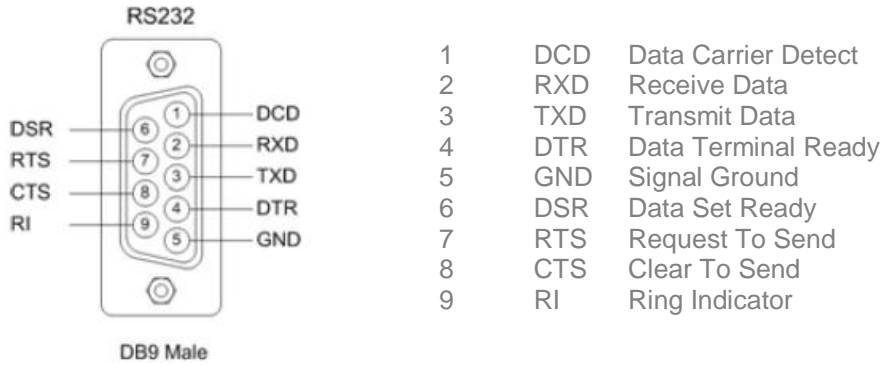 RS232
1 DCD
6 DSR
2 RXD
7 RTS
3 TXD
8 CTS
4 DTR
9 RI
5 GND
DB9 Male
1 DCD Data Carrier Detect
2 RXD Receive Data
3 TXD Transmit Data
4 DTR Data Terminal Ready
5 GND Signal Ground
6 DSR Data Set Ready
7 RTS Request To Send
8 CTS Clear To Send
9 RI Ring Indicator